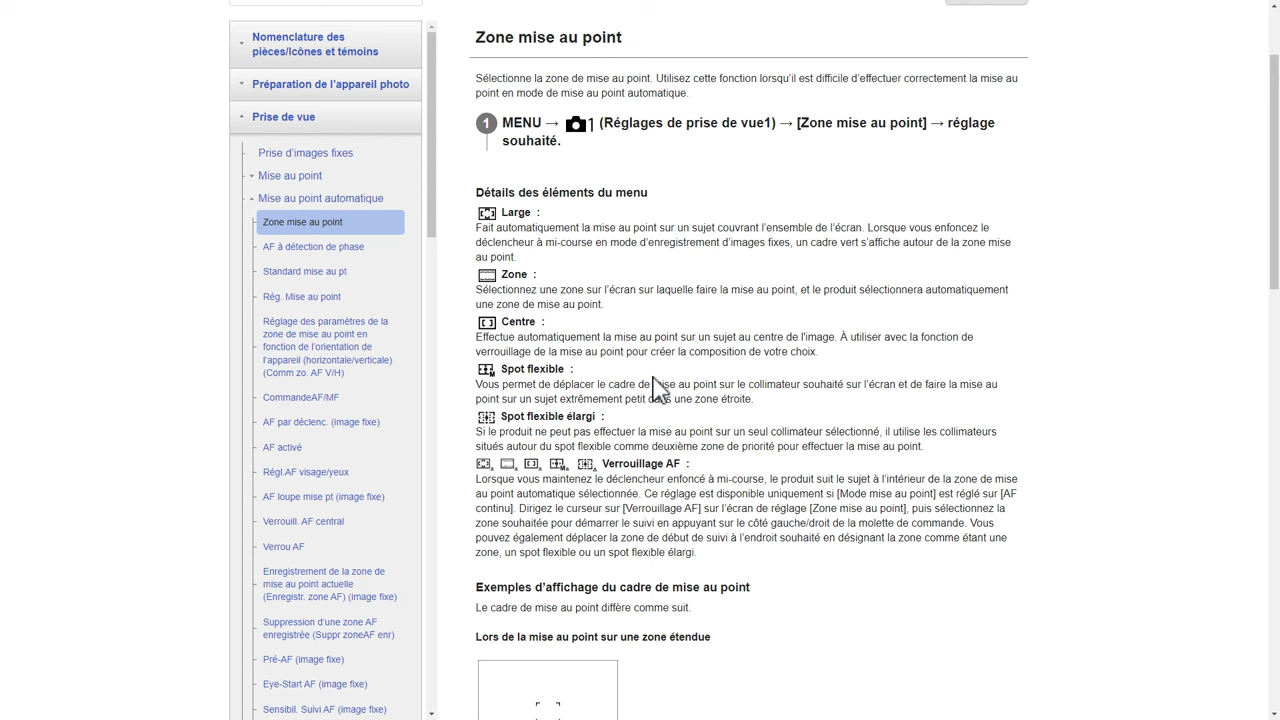 Nomenclature des
pièces/Icônes et témoins
Préparation de l'appareil photo
Prise de vue
Prise d'images fixes
Mise au point
Mise au point automatique
Zone mise au point
AF à détection de phase
Standard mise au pt
Rég. Mise au point
Réglage des paramètres de la
zone de mise au point en
fonction de l'orientation de
l'appareil (horizontale/verticale)
(Comm zo. AF V/H)
CommandeAF/MF
AF par déclenc. (image fixe)
AF activé
Régl.AF visage/yeux
AF loupe mise pt (image fixe)
Verrouill. AF central
Verrou AF
Enregistrement de la zone de
mise au point actuelle
(Enregistr. zone AF) (image fixe)
Suppression d'une zone AF
enregistrée (Suppr zoneAF enr)
Pré-AF (image fixe)
Eye-Start AF (image fixe)
Sensibil. Suivi AF (image fixe)
Zone mise au point
Sélectionne la zone de mise au point. Utilisez cette fonction lorsqu'il est difficile d'effectuer correctement la mise au
point en mode de mise au point automatique.
1 MENU → 1 (Réglages de prise de vue1) → [Zone mise au point] → réglage
souhaité.
Détails des éléments du menu
Large :
Fait automatiquement la mise au point sur un sujet couvrant l'ensemble de l'écran. Lorsque vous enfoncez le
déclencheur à mi-course en mode d'enregistrement d'images fixes, un cadre vert s'affiche autour de la zone mise
au point.
Zone :
Sélectionnez une zone sur l'écran sur laquelle faire la mise au point, et le produit sélectionnera automatiquement
une zone de mise au point.
Centre :
Effectue automatiquement la mise au point sur un sujet au centre de l'image. À utiliser avec la fonction de
verrouillage de la mise au point pour créer la composition de votre choix.
Spot flexible :
Vous permet de déplacer le cadre de mise au point sur le collimateur souhaité sur l'écran et de faire la mise au
point sur un sujet extrêmement petit dans une zone étroite.
Spot flexible élargi :
Si le produit ne peut pas effectuer la mise au point sur un seul collimateur sélectionné, il utilise les collimateurs
situés autour du spot flexible comme deuxième zone de priorité pour effectuer la mise au point.
Verrouillage AF :
Lorsque vous maintenez le déclencheur enfoncé à mi-course, le produit suit le sujet à l'intérieur de la zone de mise
au point automatique sélectionnée. Ce réglage est disponible uniquement si [Mode mise au point] est réglé sur [AF
continu]. Dirigez le curseur sur [Verrouillage AF] sur l'écran de réglage [Zone mise au point], puis sélectionnez la
zone souhaitée pour démarrer le suivi en appuyant sur le côté gauche/droit de la molette de commande. Vous
pouvez également déplacer la zone de début de suivi à l'endroit souhaité en désignant la zone comme étant une
zone, un spot flexible ou un spot flexible élargi.
Exemples d'affichage du cadre de mise au point
Le cadre de mise au point diffère comme suit.
Lors de la mise au point sur une zone étendue